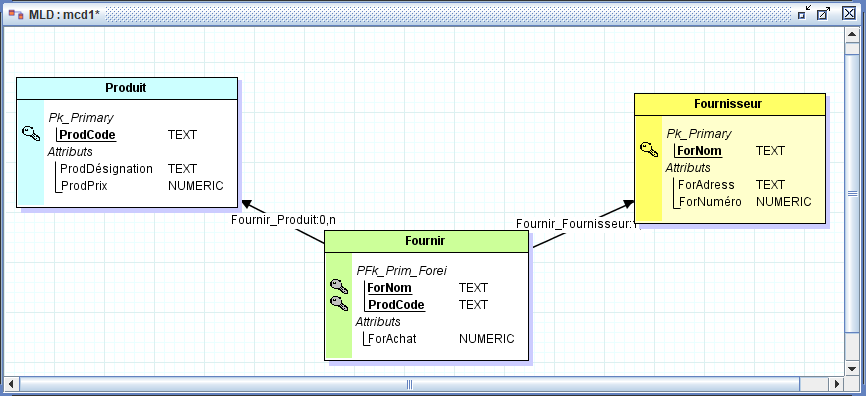 MLD : mcd1*
Produit
Pk_Primary
ProdCode TEXT
Attributs
ProdDésignation TEXT
ProdPrix NUMERIC
Fournisseur
Pk_Primary
ForNom TEXT
Attributs
ForAdress TEXT
ForNuméro NUMERIC
Fournir_Produit:0,n
Fournir_Fournisseur:1
Fournir
PFk_Prim_Forei
ForNom TEXT
ProdCode TEXT
Attributs
ForAchat NUMERIC